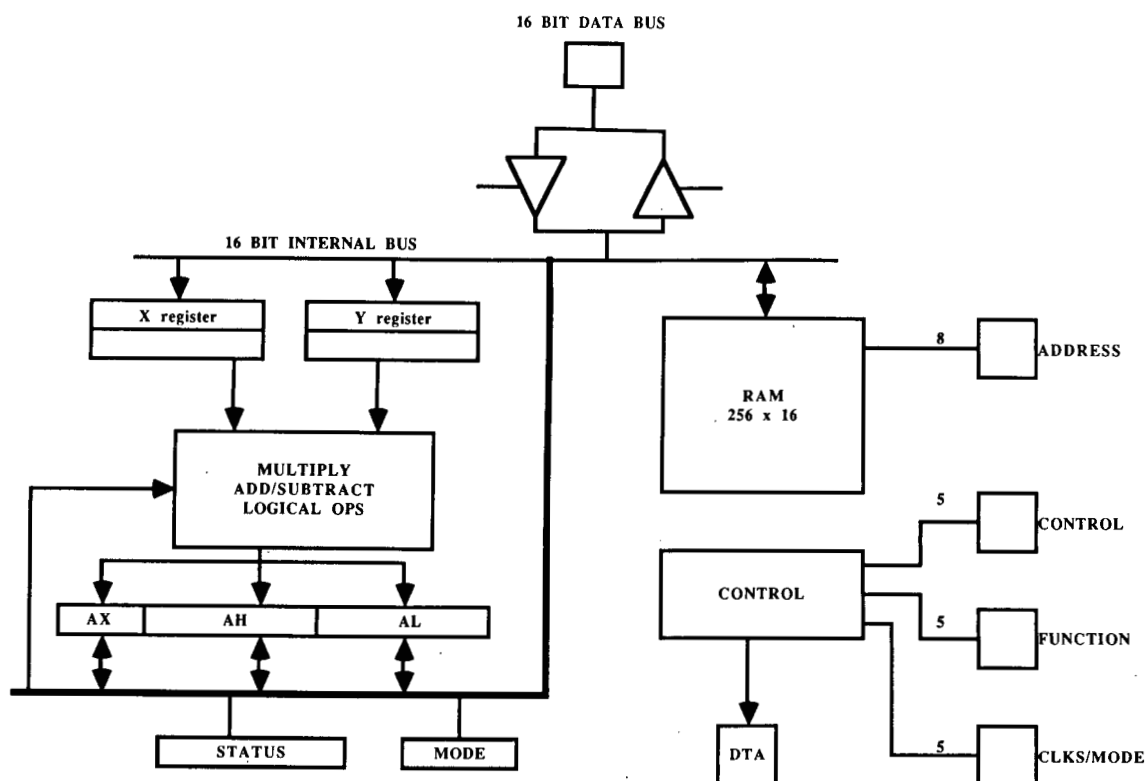 16 BIT DATA BUS
16 BIT INTERNAL BUS
X register
Y register
MULTIPLY
ADD/SUBTRACT
LOGICAL OPS
AX
AH
AL
STATUS
MODE
RAM
256 x 16
8
ADDRESS
5
CONTROL
CONTROL
5
FUNCTION
DTA
5
CLKS/MODE